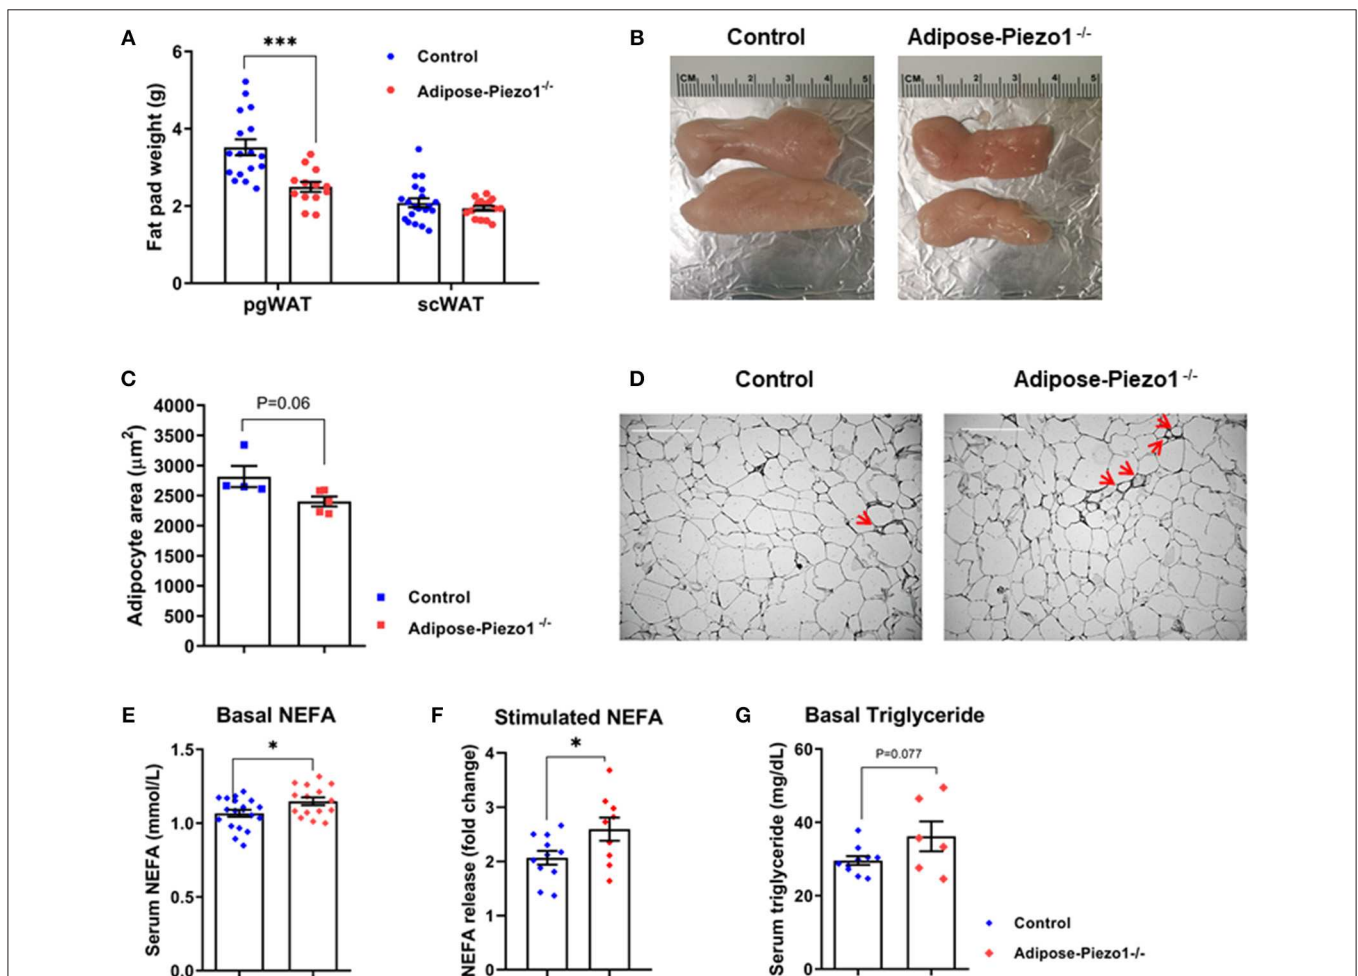 A
***
Control
Adipose-Piezo1-/-
6
4
2
0
Fat pad weight (g)
pgWAT
scWAT
B
Control
Adipose-Piezo1 -/-
CM 1 2 3 4 5
CM 1 2 3 4 5
C
P=0.06
4000
3500
3000
2500
2000
1500
1000
500
0
Adipocyte area (μm2)
Control
Adipose-Piezo1 -/-
D
Control
Adipose-Piezo1 -/-
E
Basal NEFA
*
1.5
1.0
0.5
0.0
Serum NEFA (mmol/L)
F
Stimulated NEFA
*
4
3
2
1
0
NEFA release (fold change)
G
Basal Triglyceride
P=0.077
60
40
20
0
Serum triglyceride (mg/dL)
Control
Adipose-Piezo1-/-